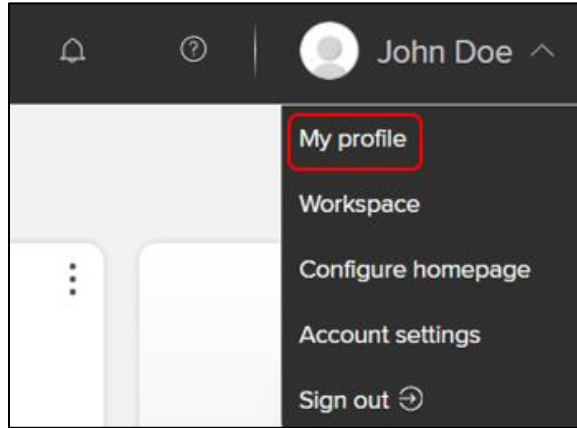 John Doe
My profile
Workspace
Configure homepage
Account settings
Sign out